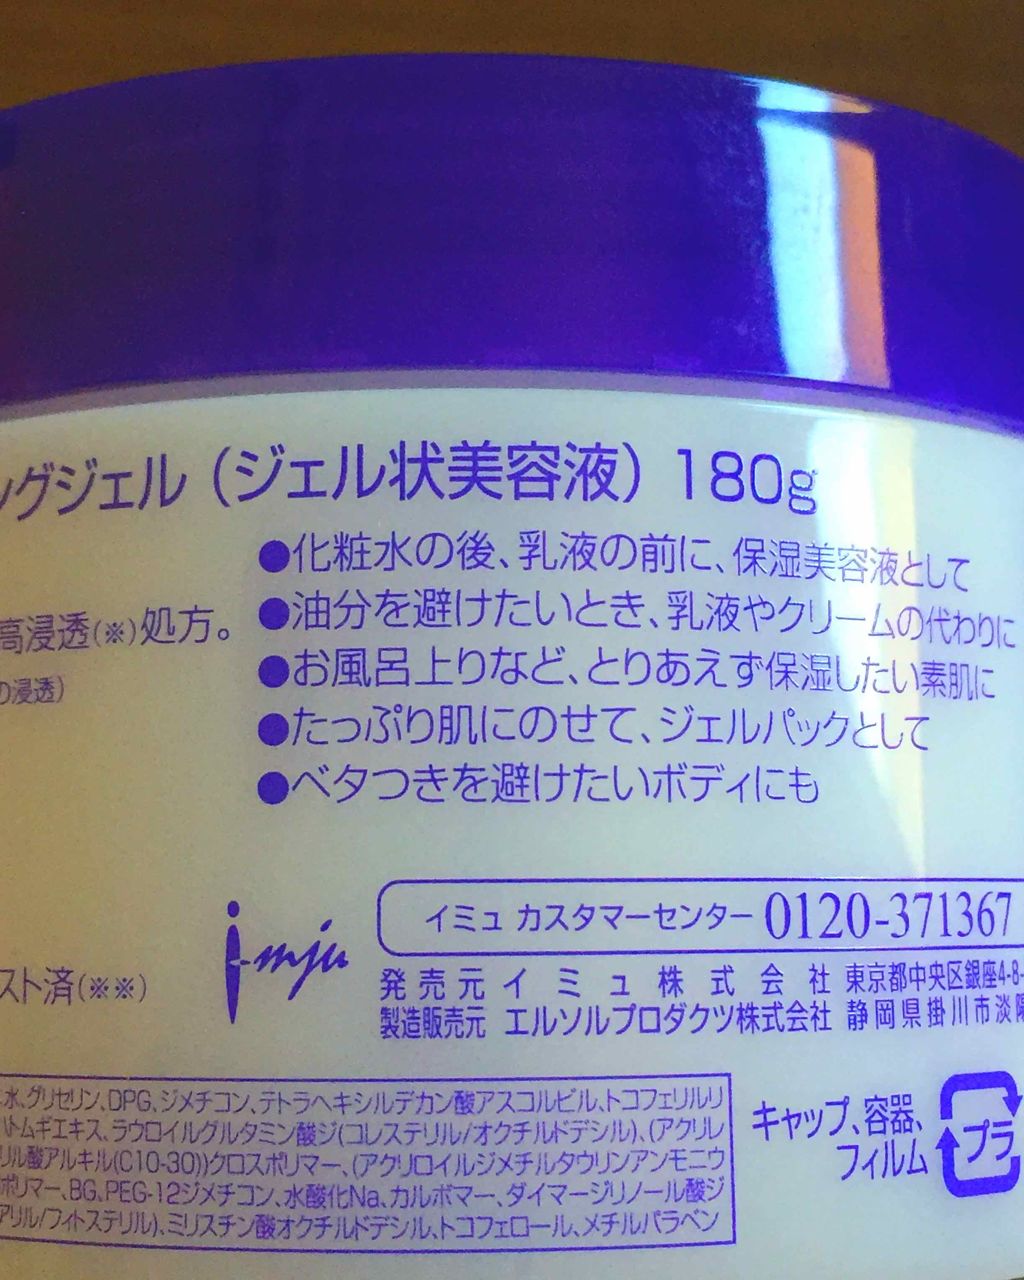 ングジェル(ジェル状美容液)180g
●化粧水の後、乳液の前に、保湿美容液として
●油分を避けたいとき、乳液やクリームの代わりに
高浸透(※)処方。
●お風呂上りなど、とりあえず保湿したい素肌に
の浸透)
●たっぷり肌にのせて、ジェルパックとして
●ベタつきを避けたいボディにも
i-mju
イミュ カスタマーセンター 0120-371367
スト済(※※)
発売元 イミュ株式会社 東京都中央区銀座4-8-
製造販売元 エルソルプロダクツ株式会社 静岡県掛川市淡陽
水、グリセリン、DPG、ジメチコン、テトラヘキシルデカン酸アスコルビル、トコフェリルリ
ハトムギエキス、ラウロイルグルタミン酸ジ(コレステリル/オクチルドデシル)、(アクリル
リル酸アルキル(C10-30))クロスポリマー、(アクリロイルジメチルタウリンアンモニウ
ポリマー、BG、PEG-12ジメチコン、水酸化Na、カルボマー、ダイマージリノール酸ジ
アリル/フィトステリル)、ミリスチン酸オクチルドデシル、トコフェロール、メチルパラベン
キャップ、容器、
フィルム
プラ